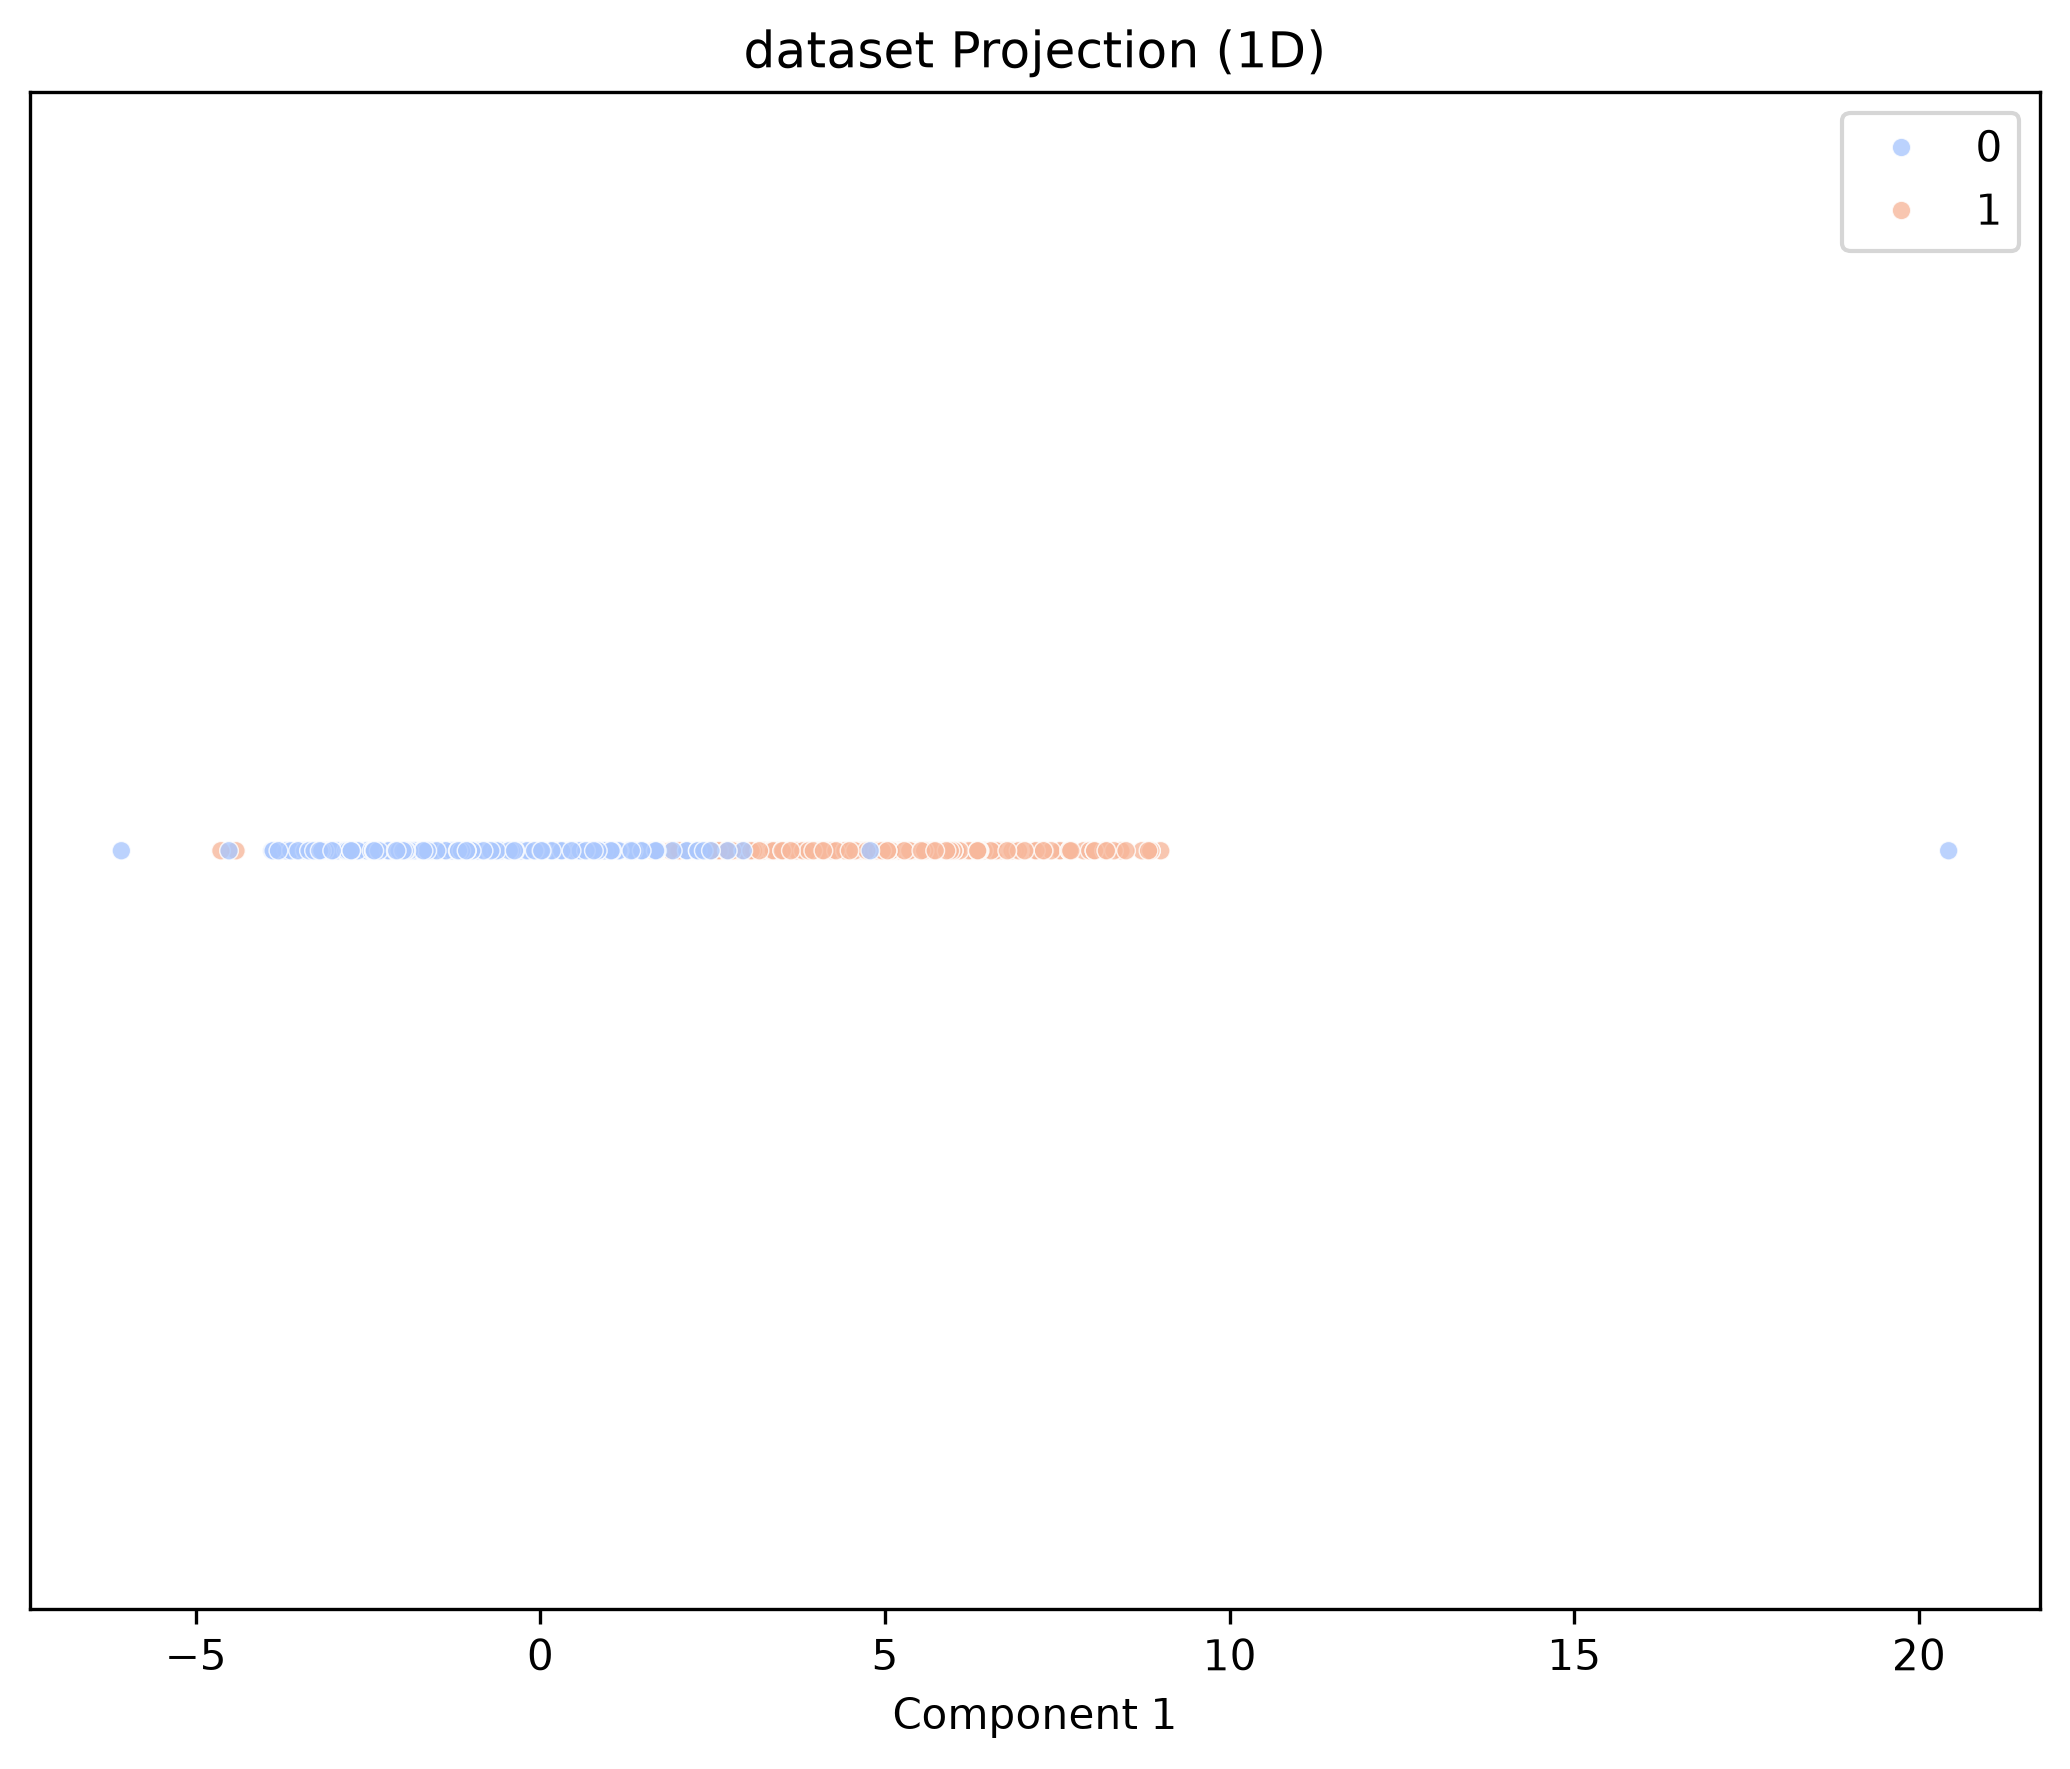 dataset Projection (1D)
0
1
−5 0 5 10 15 20
Component 1